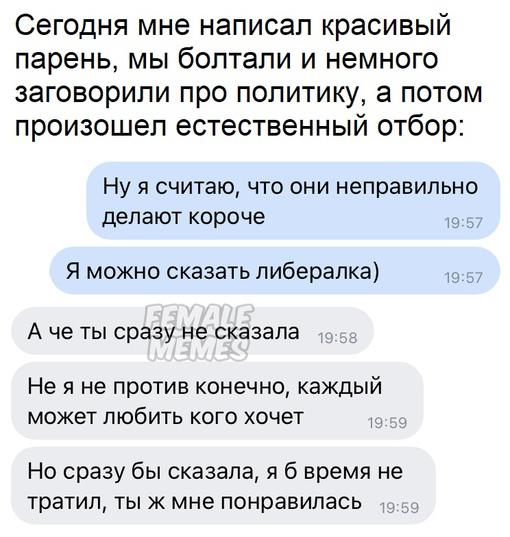 Сегодня мне написал красивый
парень, мы болтали и немного
заговорили про политику, а потом
произошел естественный отбор:
Ну я считаю, что они неправильно
делают короче
19:57
Я можно сказать либералка)
19:57
А че ты сразу не сказала
19:58
FEMALE
MEMES
Не я не против конечно, каждый
может любить кого хочет
19:59
Но сразу бы сказала, я б время не
тратил, ты ж мне понравилась
19:59